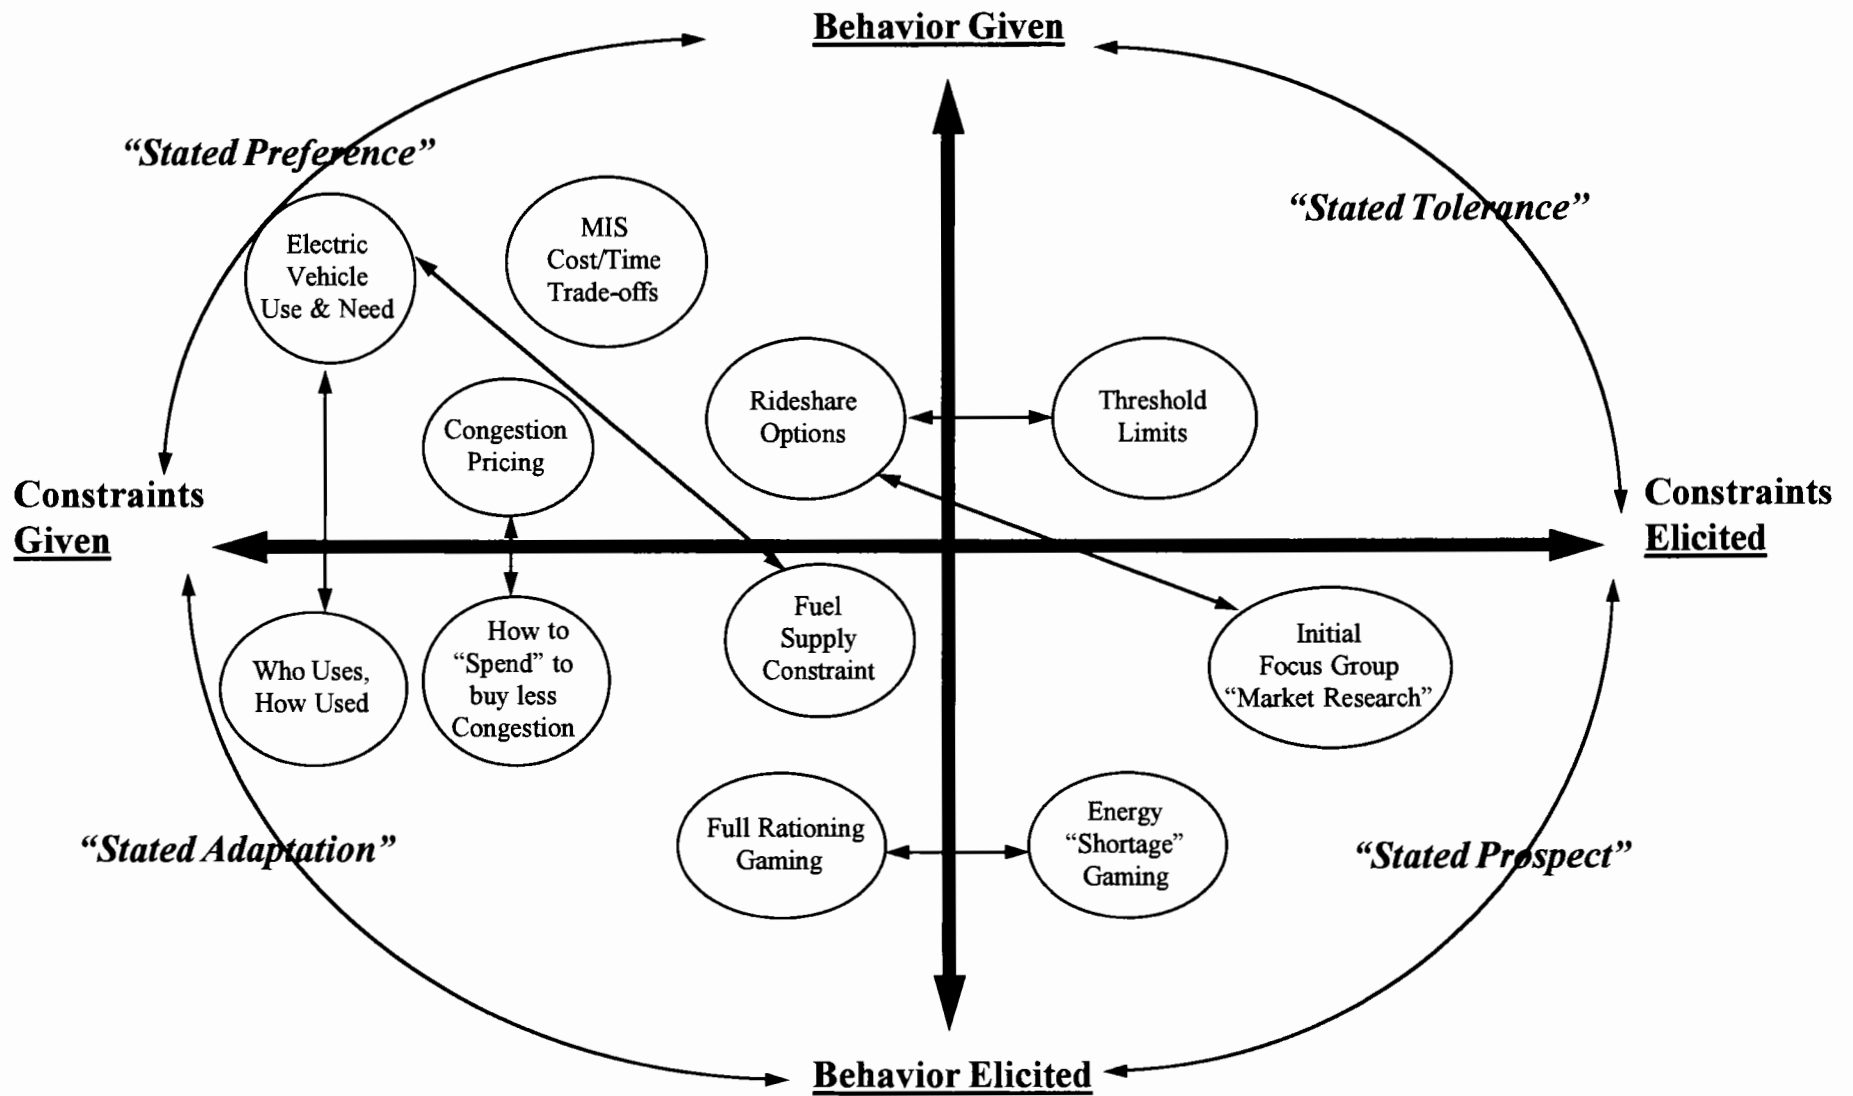 Behavior Given
“Stated Preference”
“Stated Tolerance”
Electric
Vehicle
Use & Need
MIS
Cost/Time
Trade-offs
Congestion
Pricing
Rideshare
Options
Threshold
Limits
Constraints
Given
Constraints
Elicited
Who Uses,
How Used
How to
“Spend” to
buy less
Congestion
Fuel
Supply
Constraint
Initial
Focus Group
“Market Research”
Full Rationing
Gaming
Energy
“Shortage”
Gaming
“Stated Adaptation”
“Stated Prospect”
Behavior Elicited